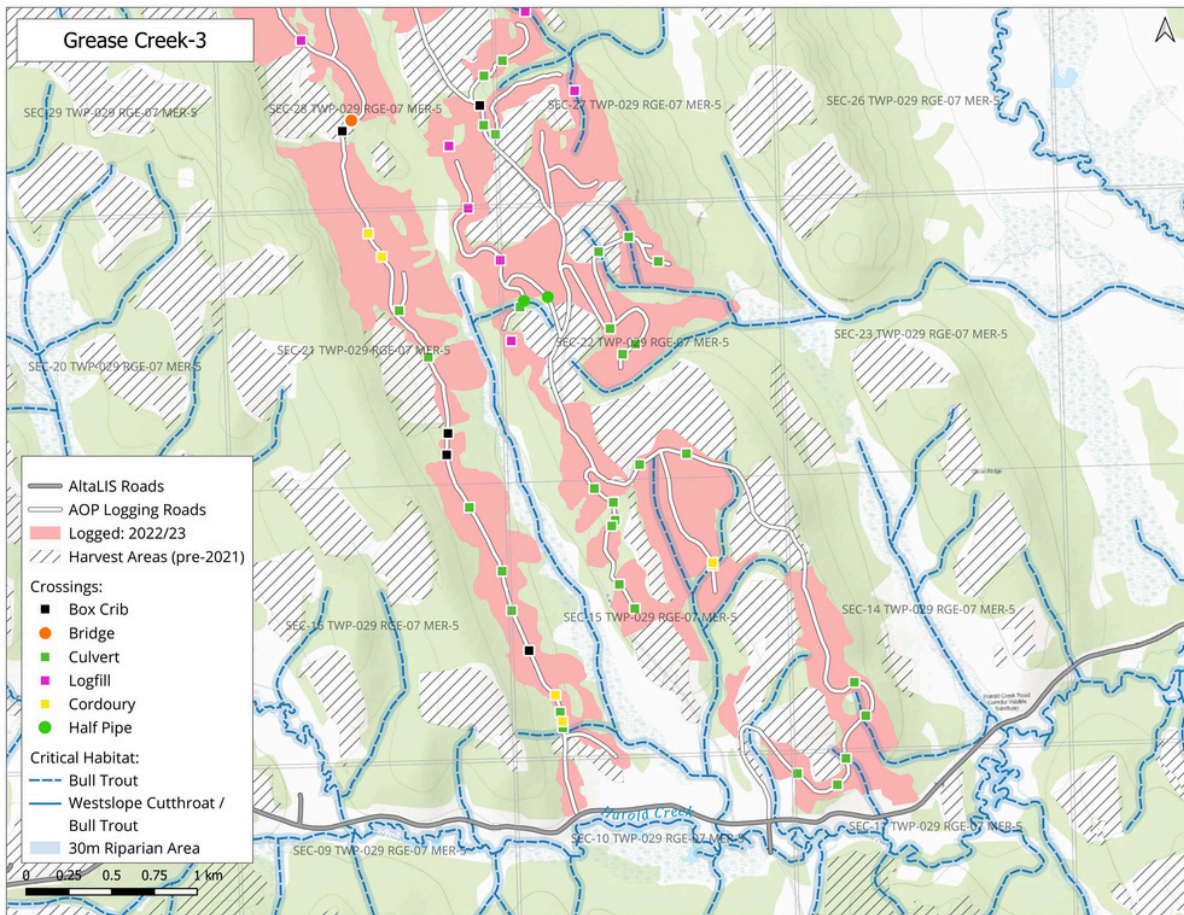 Grease Creek-3
SEC-29 TWP-029 RGE-07 MER-5
SEC-28 TWP-029 RGE-07 MER-5
SEC-27 TWP-029 RGE-07 MER-5
SEC-26 TWP-029 RGE-07 MER-5
SEC-20 TWP-029 RGE-07 MER-5
SEC-21 TWP-029 RGE-07 MER-5
SEC-22 TWP-029 RGE-07 MER-5
SEC-23 TWP-029 RGE-07 MER-5
SEC-16 TWP-029 RGE-07 MER-5
SEC-15 TWP-029 RGE-07 MER-5
SEC-14 TWP-029 RGE-07 MER-5
Harold Creek Road
Corridor Wildlife
Sanctuary
Harold Creek
SEC-09 TWP-029 RGE-07 MER-5
SEC-10 TWP-029 RGE-07 MER-5
SEC-11 TWP-029 RGE-07 MER-5
AltaLIS Roads
AOP Logging Roads
Logged: 2022/23
Harvest Areas (pre-2021)
Crossings:
Box Crib
Bridge
Culvert
Logfill
Cordoury
Half Pipe
Critical Habitat:
Bull Trout
Westslope Cutthroat /
Bull Trout
30m Riparian Area
0 0.25 0.5 0.75 1 km